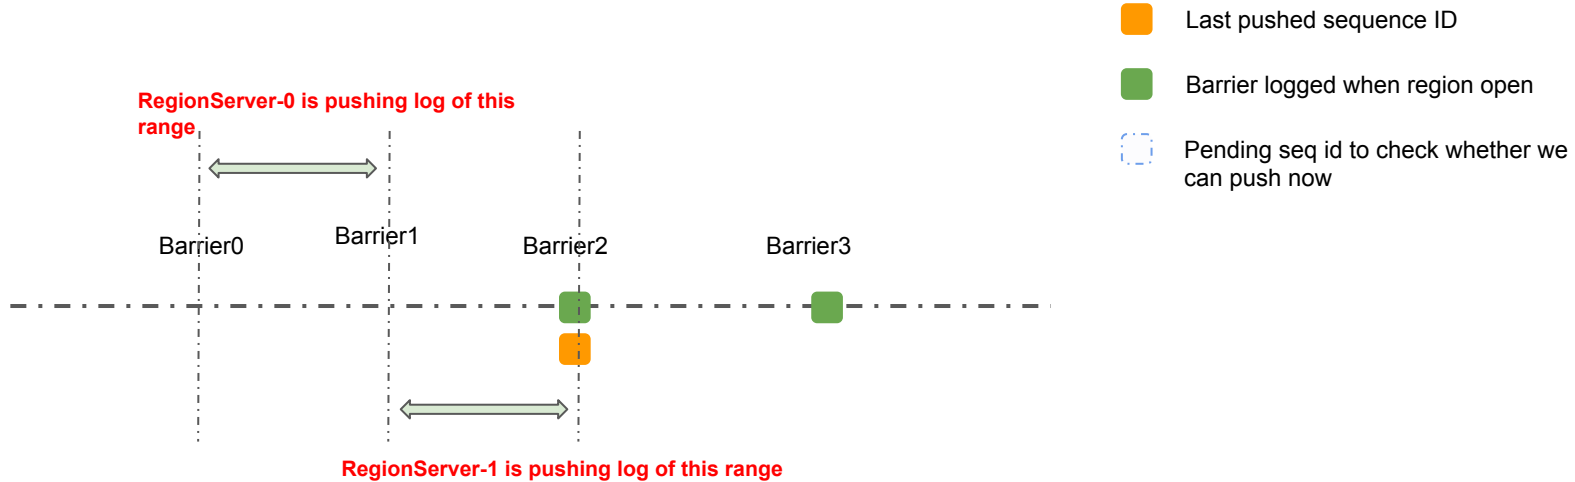 Last pushed sequence ID
Barrier logged when region open
Pending seq id to check whether we
can push now
RegionServer-0 is pushing log of this
range
Barrier0
Barrier1
Barrier2
Barrier3
RegionServer-1 is pushing log of this range